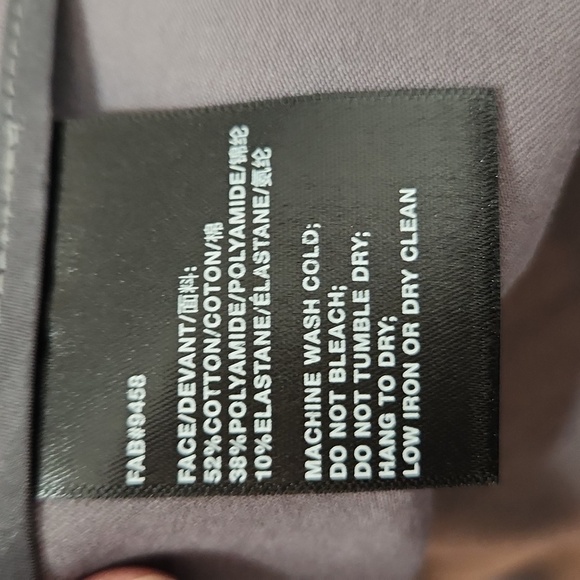 FAB#9458
FACE/DEVANT/面料:
52%COTTON/COTON/棉
38%POLYAMIDE/POLYAMIDE/锦纶
10%ELASTANE/ÉLASTANE/氨纶
MACHINE WASH COLD;
DO NOT BLEACH;
DO NOT TUMBLE DRY;
HANG TO DRY;
LOW IRON OR DRY CLEAN